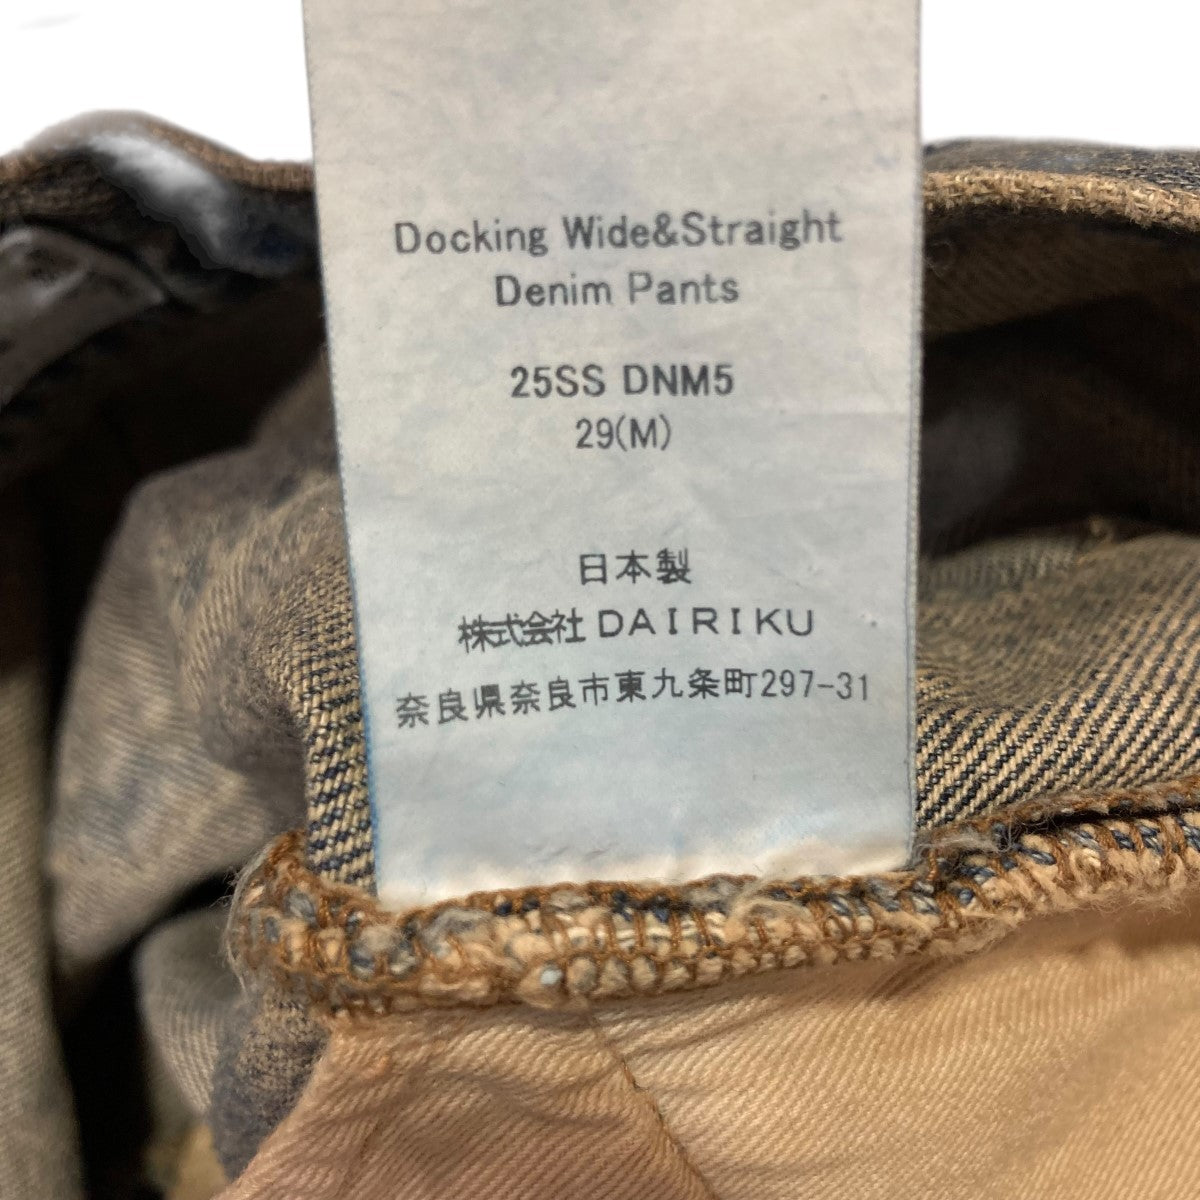 Docking Wide&Straight
Denim Pants
25SS DNM5
29(M)
日本製
株式会社 DAIRIKU
奈良県奈良市東九条町297-31